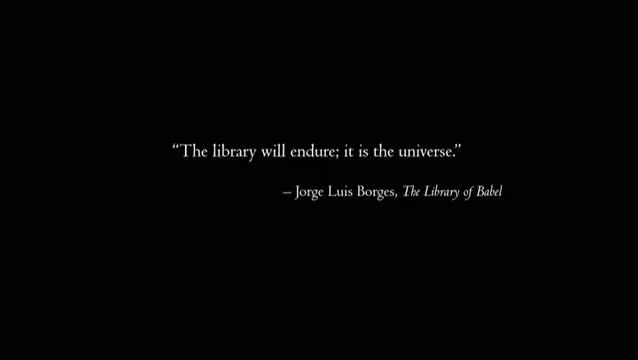 “The library will endure; it is the universe.”
– Jorge Luis Borges, The Library of Babel